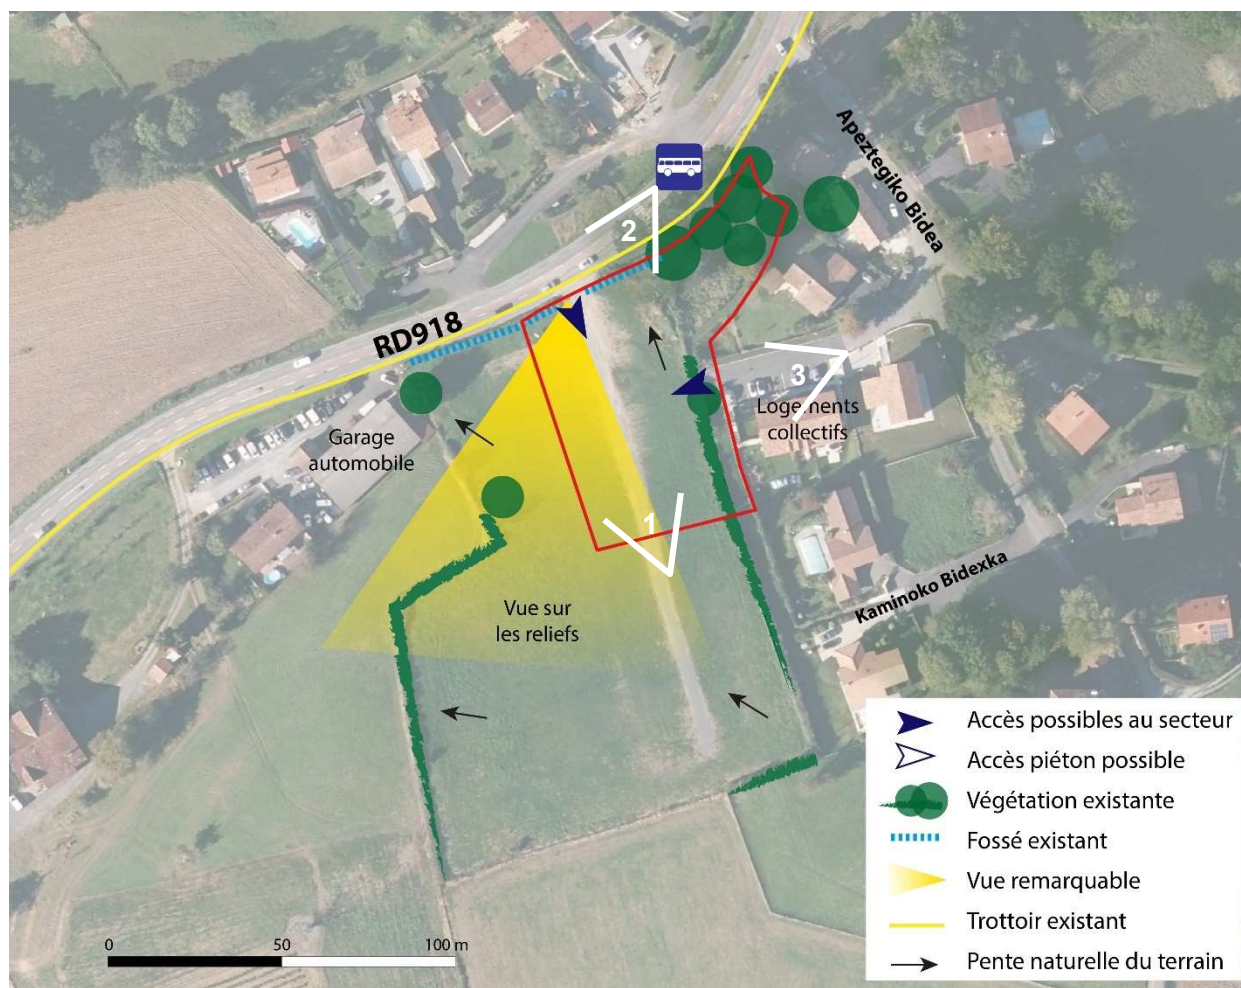 Apeztegiko Bidea
2
RD918
3
Logements
collectifs
Garage
automobile
1
Kaminoko Bidexka
Vue sur
les reliefs
Accès possibles au secteur
Accès piéton possible
Végétation existante
Fossé existant
Vue remarquable
Trottoir existant
Pente naturelle du terrain
0 50 100 m